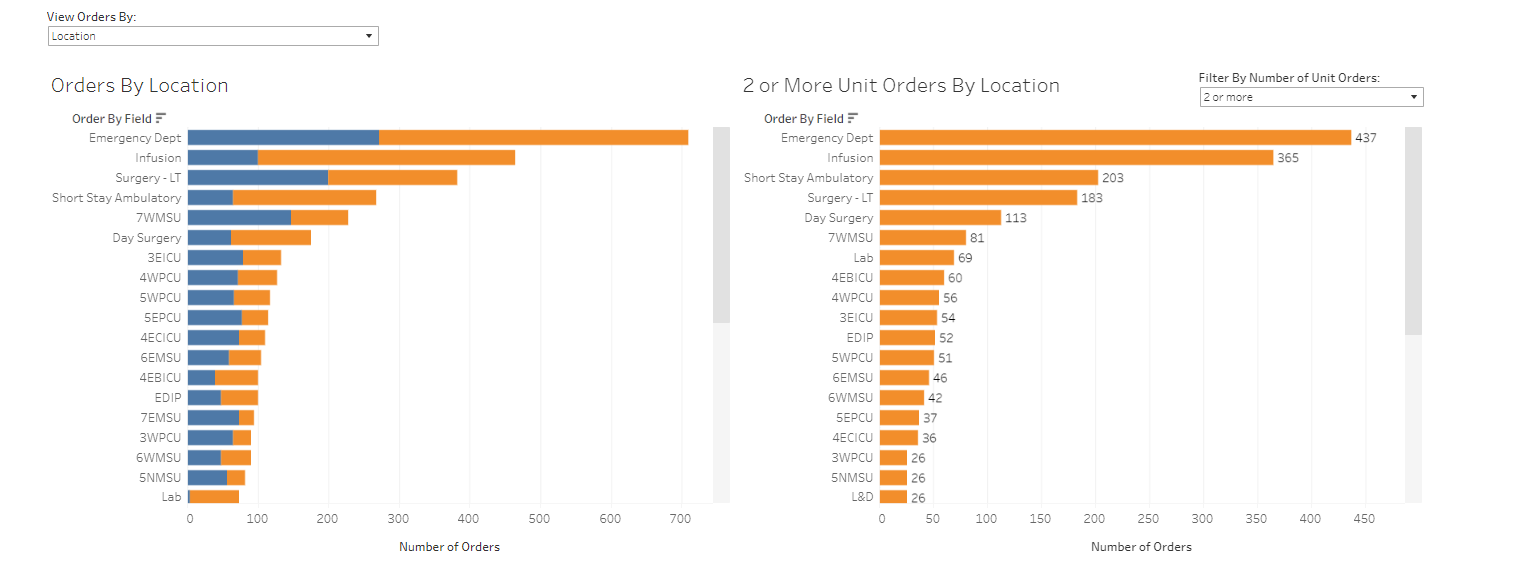 View Orders By:
Location
Orders By Location
Order By Field
Emergency Dept
Infusion
Surgery - LT
Short Stay Ambulatory
7WMSU
Day Surgery
3EICU
4WPCU
5WPCU
5EPCU
4ECICU
6EMSU
4EBICU
EDIP
7EMSU
3WPCU
6WMSU
5NMSU
Lab
0 100 200 300 400 500 600 700
Number of Orders
2 or More Unit Orders By Location
Filter By Number of Unit Orders:
2 or more
Order By Field
Emergency Dept 437
Infusion 365
Short Stay Ambulatory 203
Surgery - LT 183
Day Surgery 113
7WMSU 81
Lab 69
4EBICU 60
4WPCU 56
3EICU 54
EDIP 52
5WPCU 51
6EMSU 46
6WMSU 42
5EPCU 37
4ECICU 36
3WPCU 26
5NMSU 26
L&D 26
0 50 100 150 200 250 300 350 400 450
Number of Orders